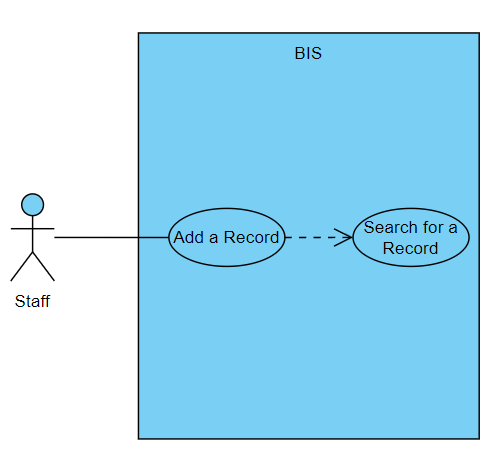 BIS
Add a Record
Search for a
Record
Staff